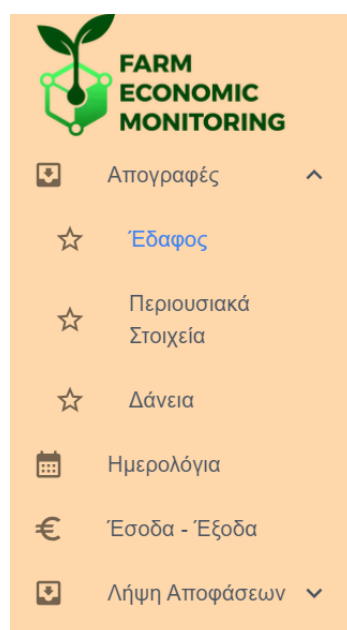 FARM
ECONOMIC
MONITORING
Απογραφές
Έδαφος
Περιουσιακά
Στοιχεία
Δάνεια
Ημερολόγια
Έσοδα - Έξοδα
Λήψη Αποφάσεων